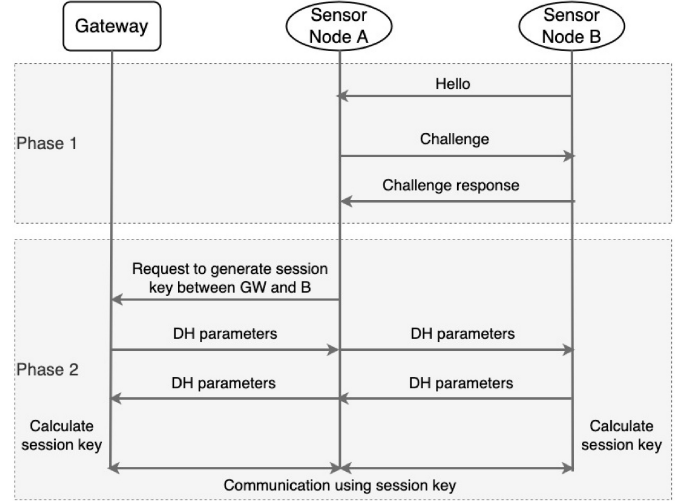 Gateway
Sensor
Node A
Sensor
Node B
Hello
Phase 1
Challenge
Challenge response
Request to generate session
key between GW and B
DH parameters
DH parameters
Phase 2
DH parameters
DH parameters
Calculate
session key
Calculate
session key
Communication using session key